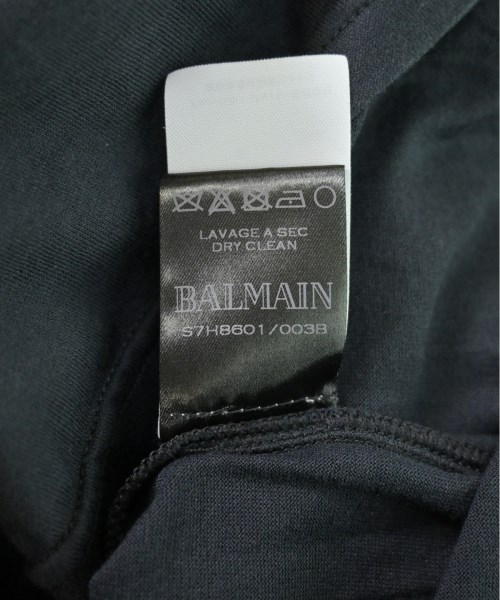 LAVAGE A SEC
DRY CLEAN
BALMAIN
S7H8601/003B